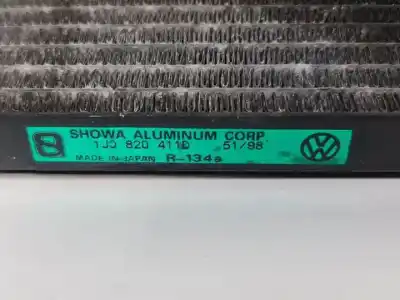 SHOWA ALUMINUM CORP
1J0 820 411D 51/98
MADE IN JAPAN R-134a